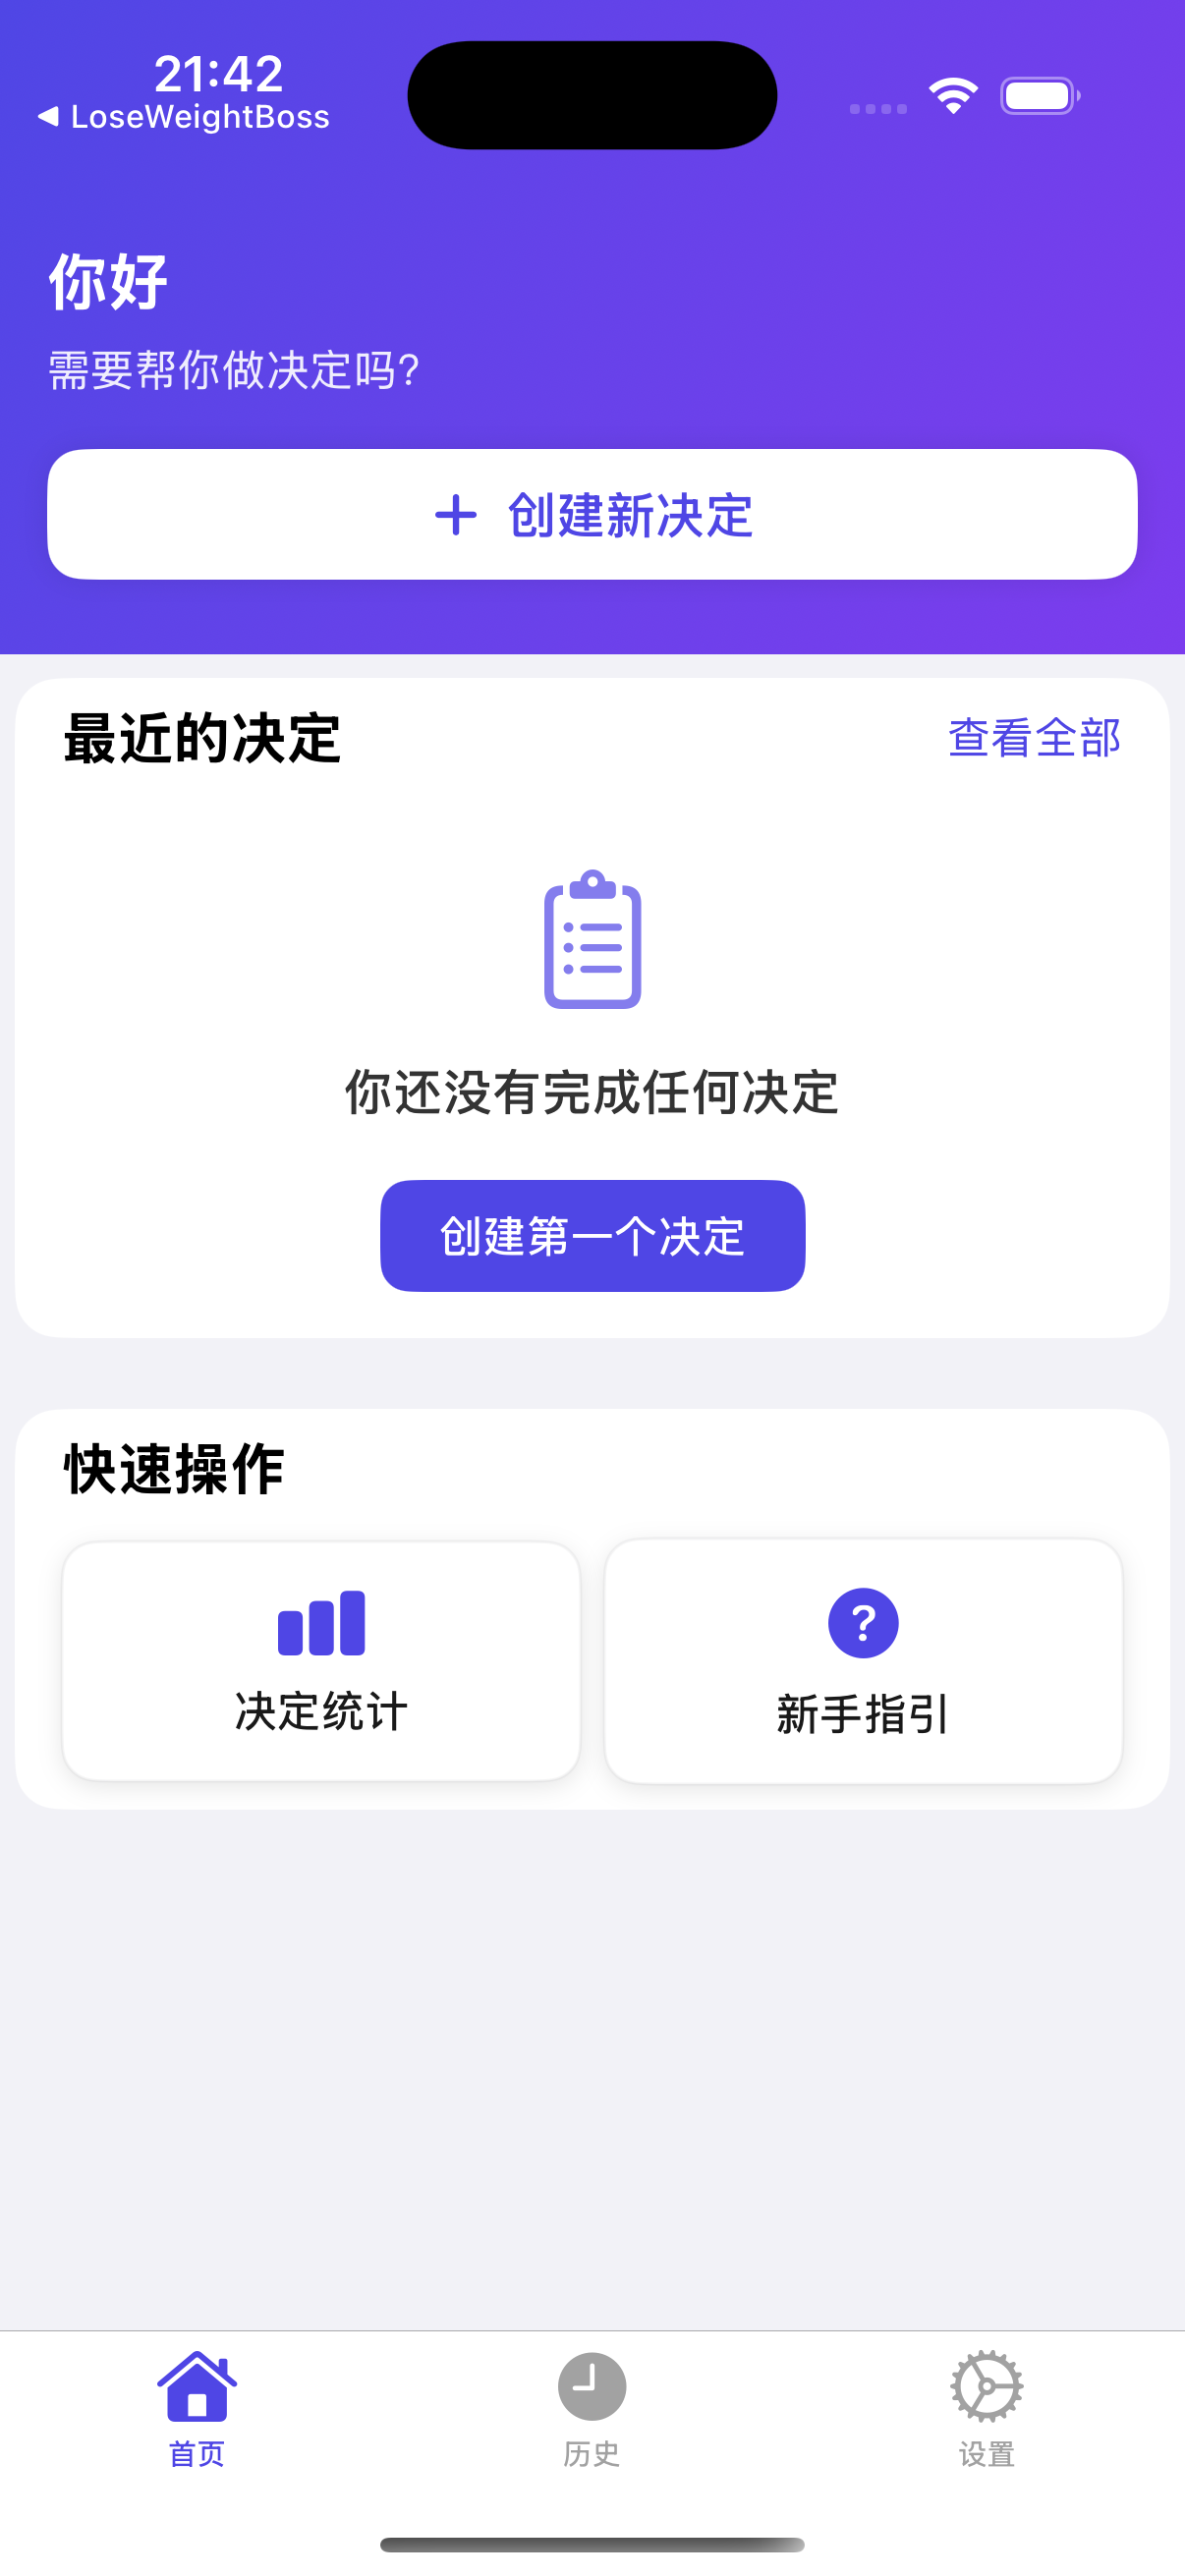 21:42
LoseWeightBoss
你好
需要帮你做决定吗?
创建新决定
最近的决定
查看全部
你还没有完成任何决定
创建第一个决定
快速操作
决定统计
?
新手指引
首页
历史
设置